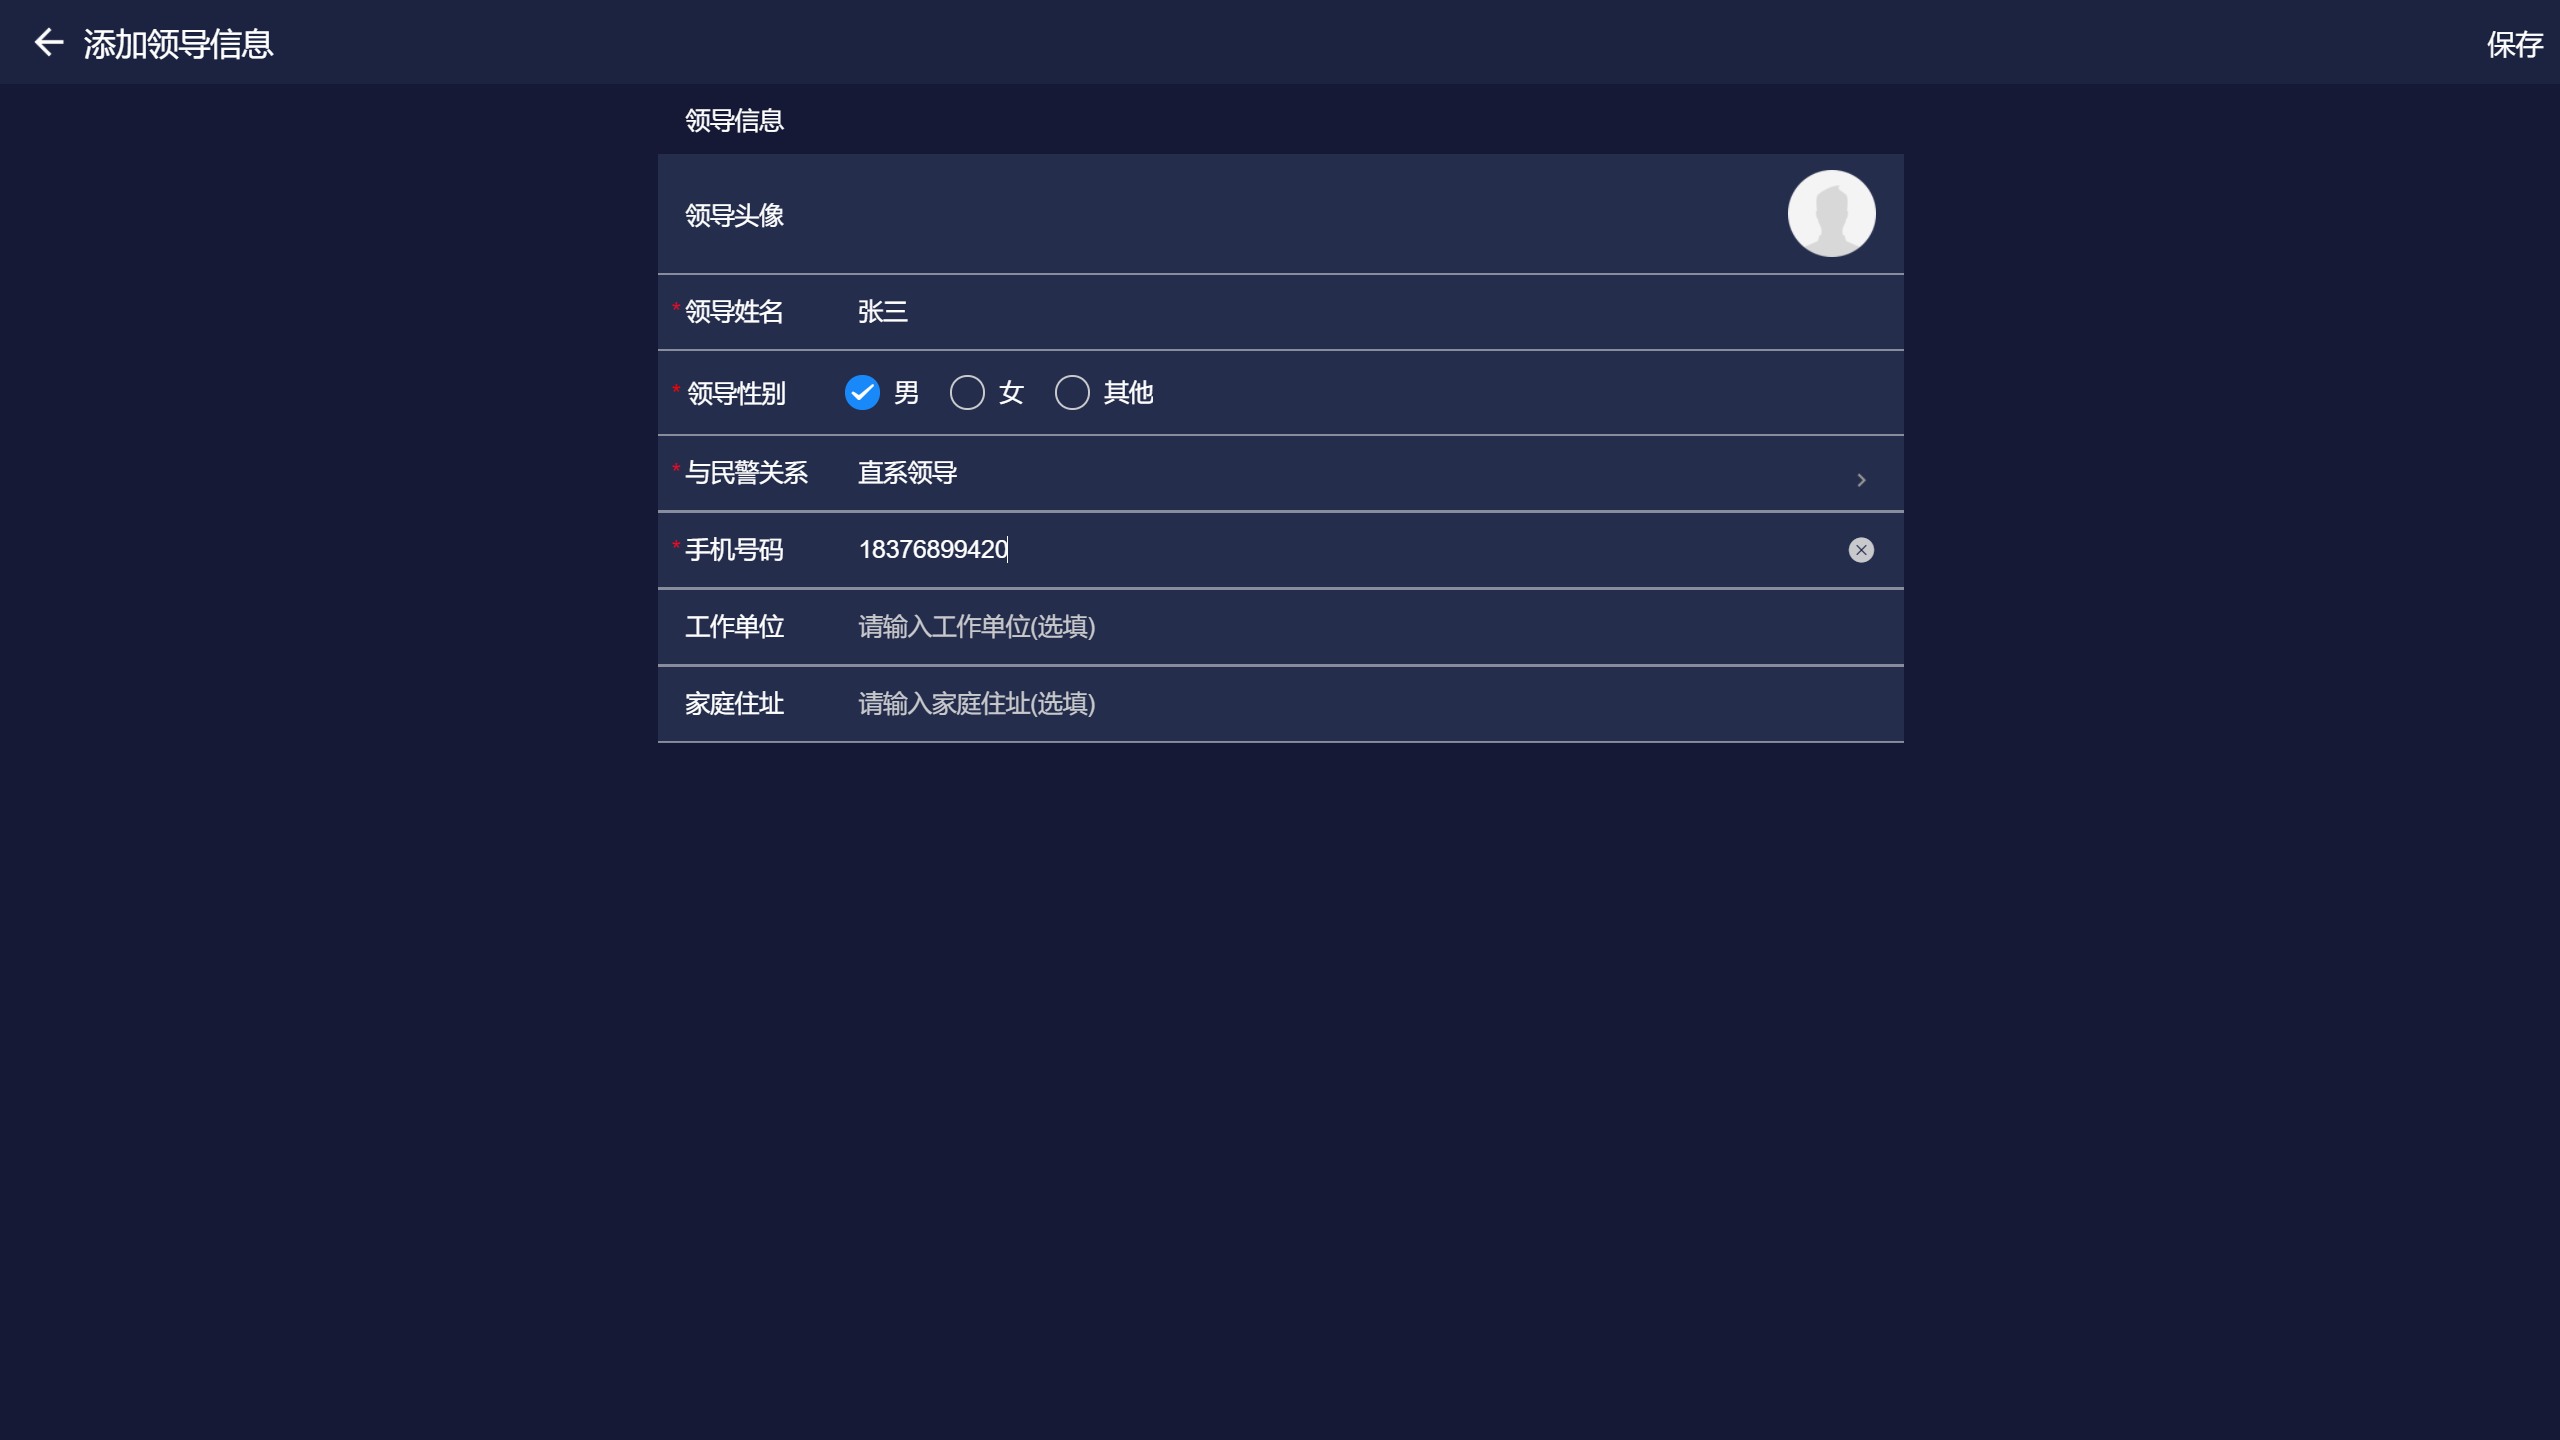 添加领导信息
保存
领导信息
领导头像
*领导姓名 张三
*领导性别 男 女 其他
*与民警关系 直系领导
*手机号码 18376899420
工作单位 请输入工作单位(选填)
家庭住址 请输入家庭住址(选填)